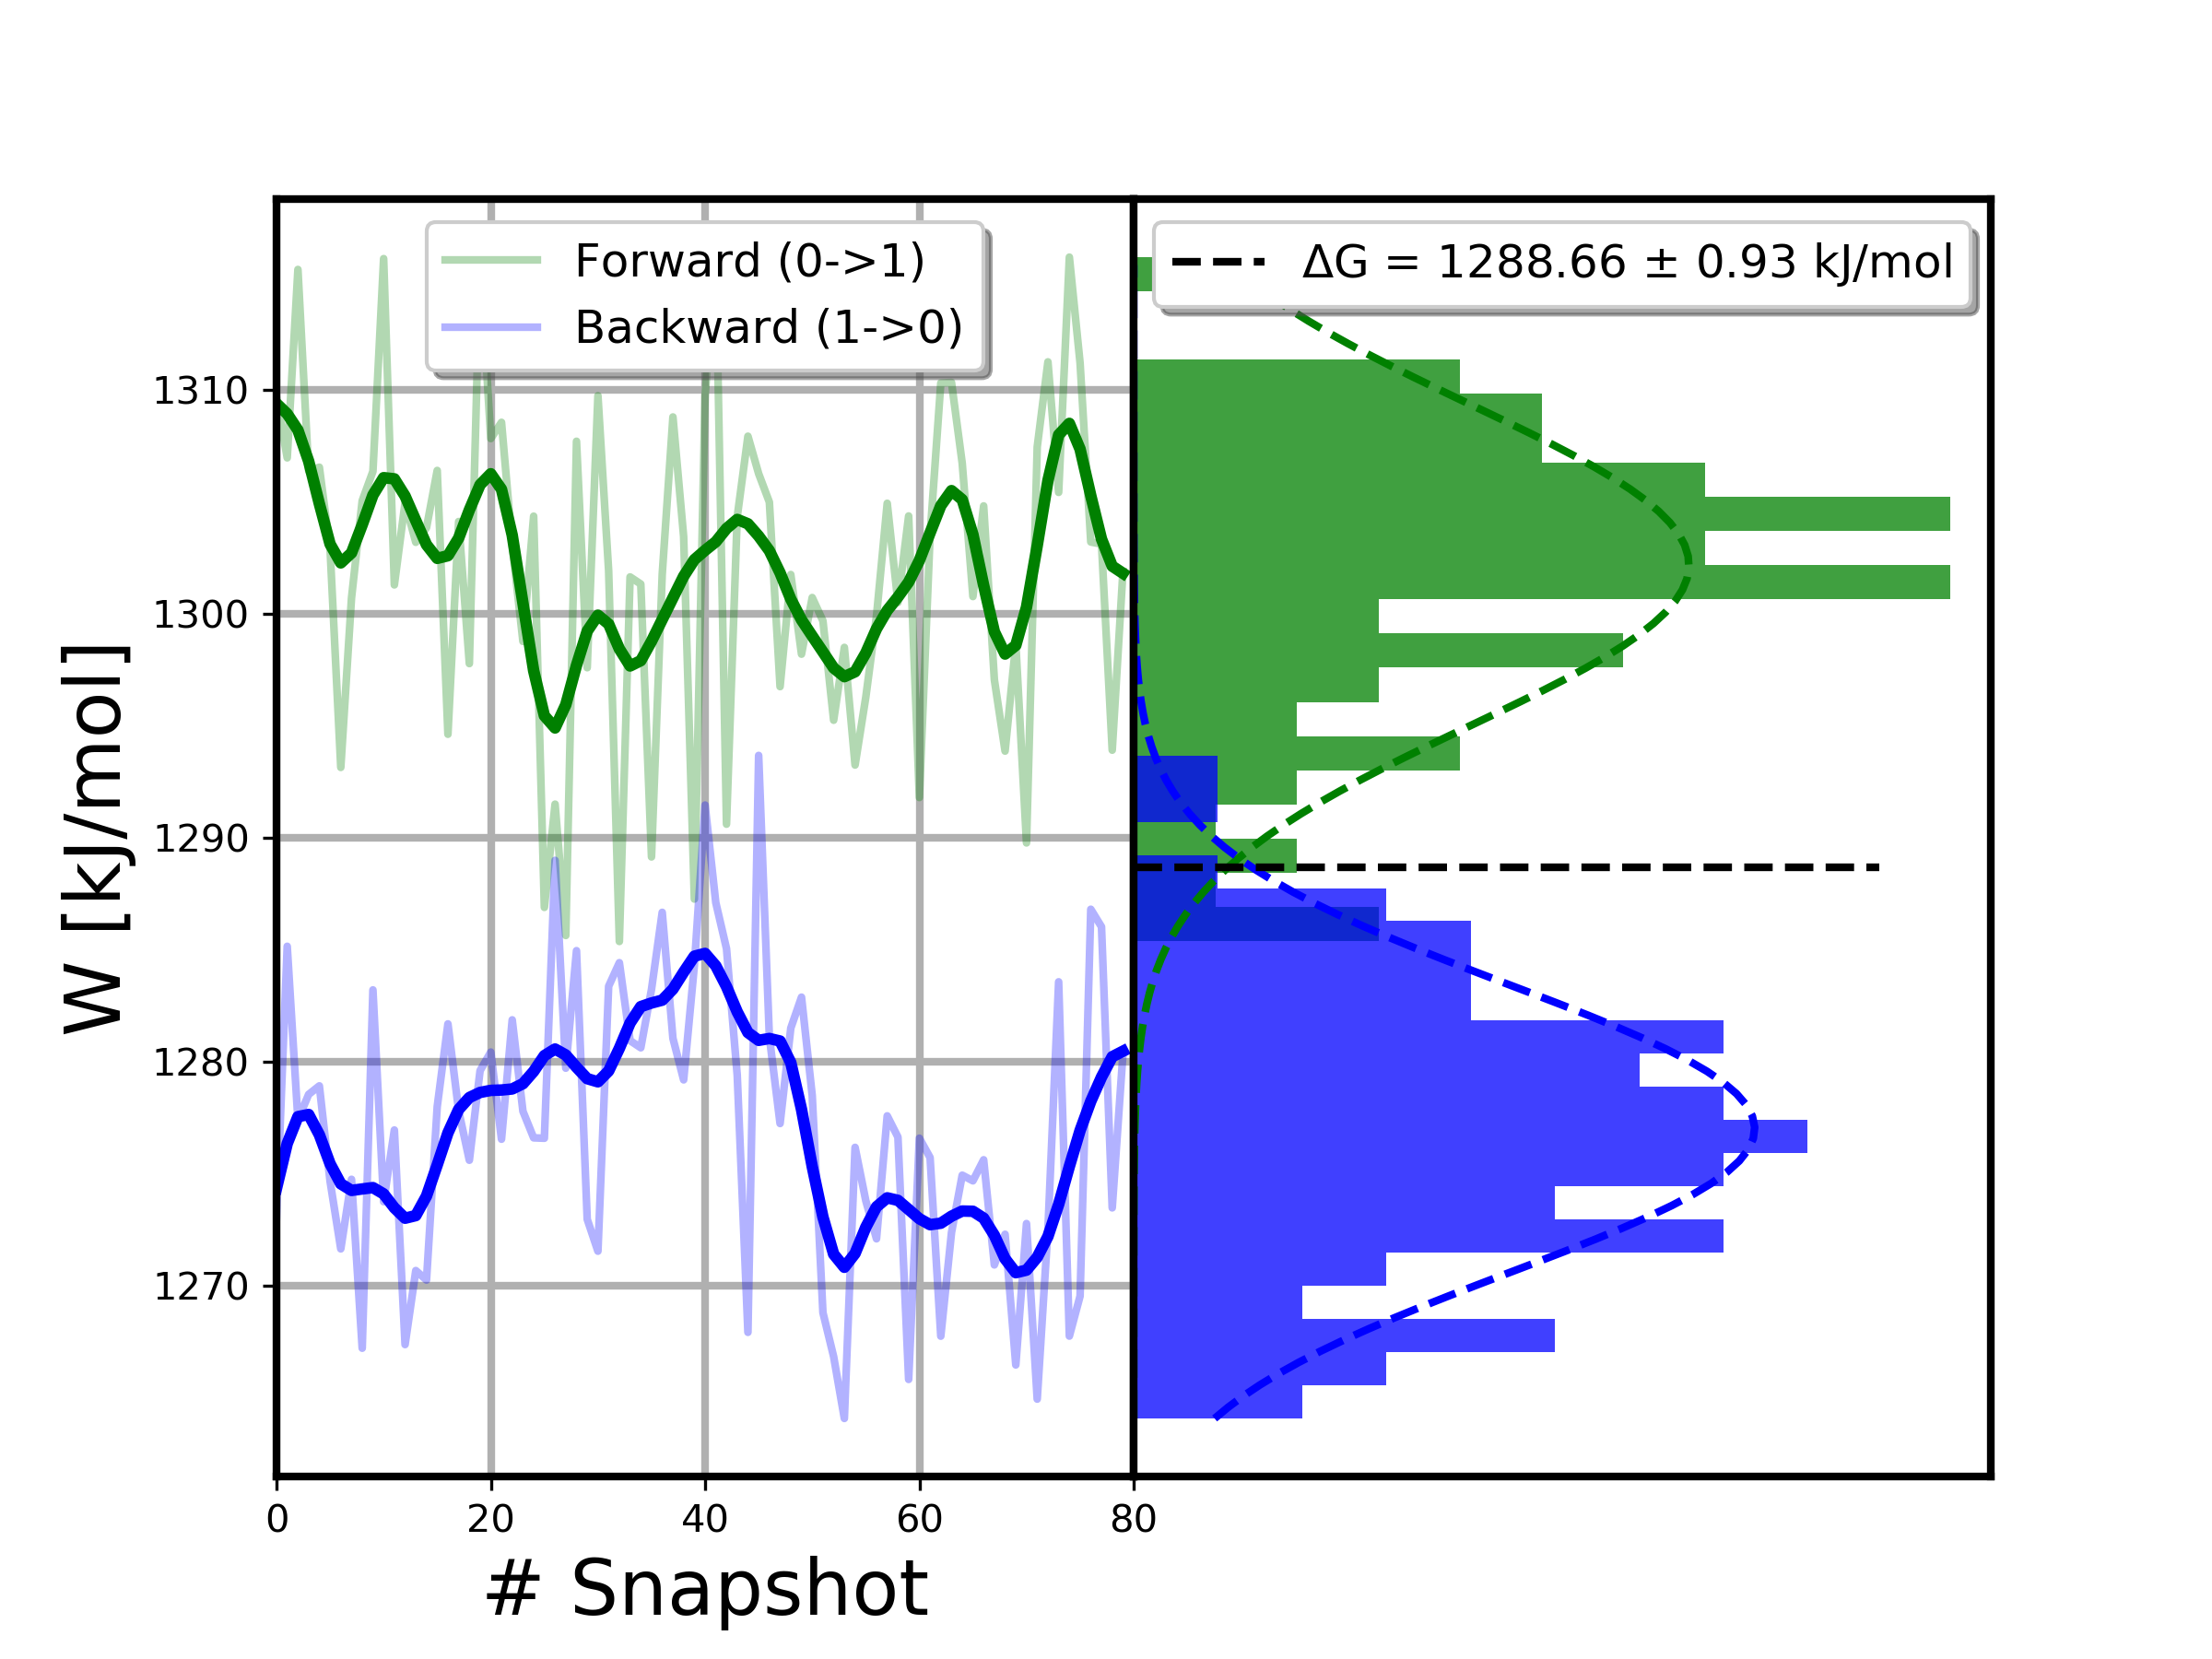 Forward (0->1)
Backward (1->0)
ΔG = 1288.66 ± 0.93 kJ/mol
W [kJ/mol]
1310
1300
1290
1280
1270
0 20 40 60 80
# Snapshot